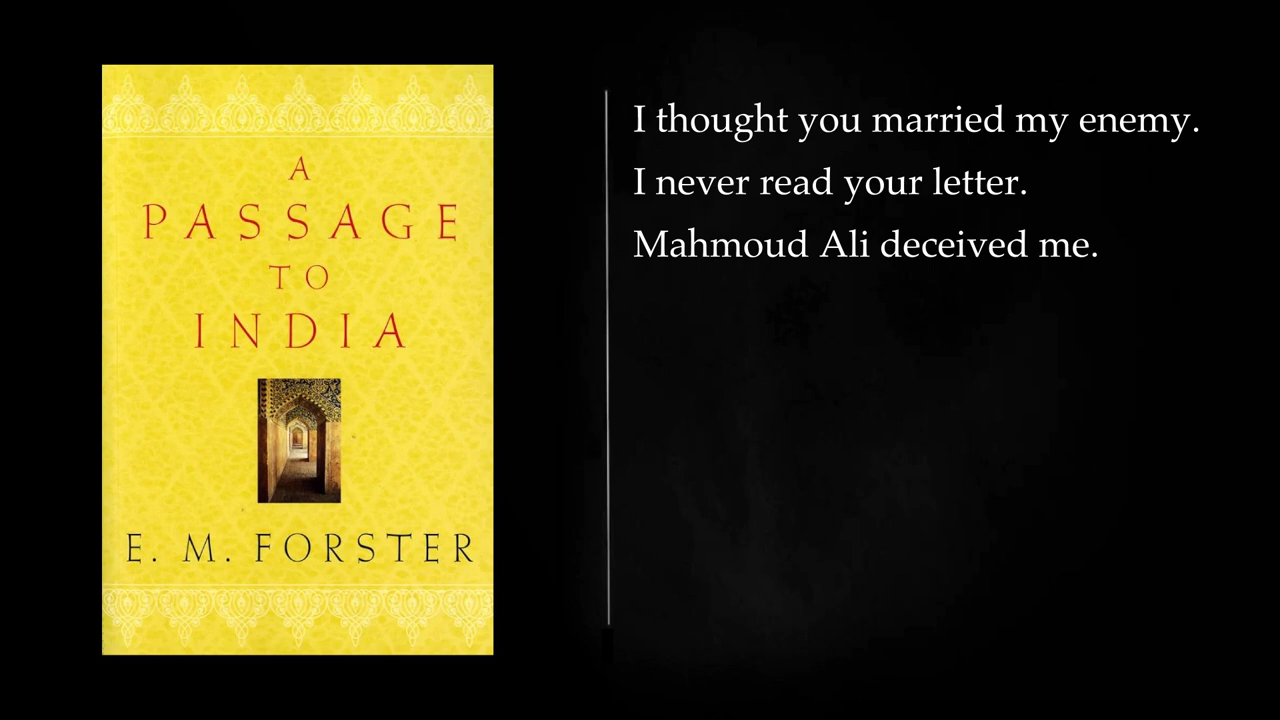 A
PASSAGE
TO
INDIA
E. M. FORSTER
I thought you married my enemy.
I never read your letter.
Mahmoud Ali deceived me.